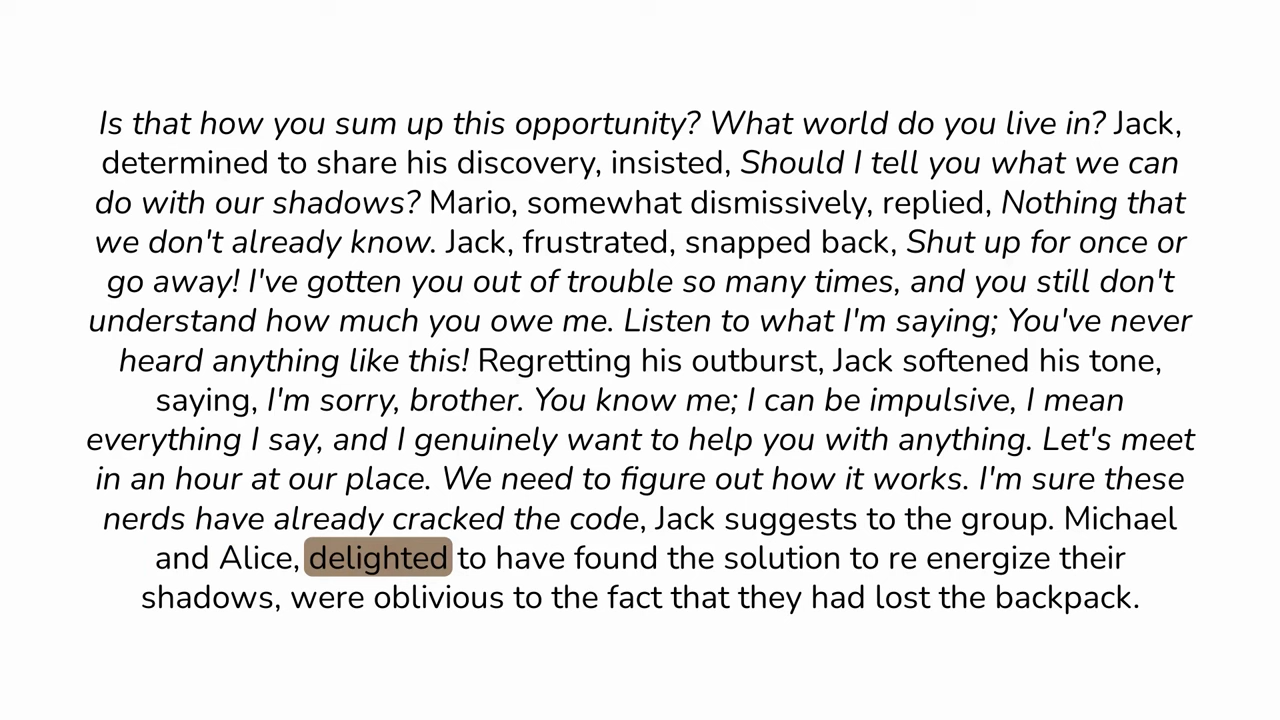 Is that how you sum up this opportunity? What world do you live in? Jack,
determined to share his discovery, insisted, Should I tell you what we can
do with our shadows? Mario, somewhat dismissively, replied, Nothing that
we don't already know. Jack, frustrated, snapped back, Shut up for once or
go away! I've gotten you out of trouble so many times, and you still don't
understand how much you owe me. Listen to what I'm saying; You've never
heard anything like this! Regretting his outburst, Jack softened his tone,
saying, I'm sorry, brother. You know me; I can be impulsive, I mean
everything I say, and I genuinely want to help you with anything. Let's meet
in an hour at our place. We need to figure out how it works. I'm sure these
nerds have already cracked the code, Jack suggests to the group. Michael
and Alice, delighted to have found the solution to re energize their
shadows, were oblivious to the fact that they had lost the backpack.